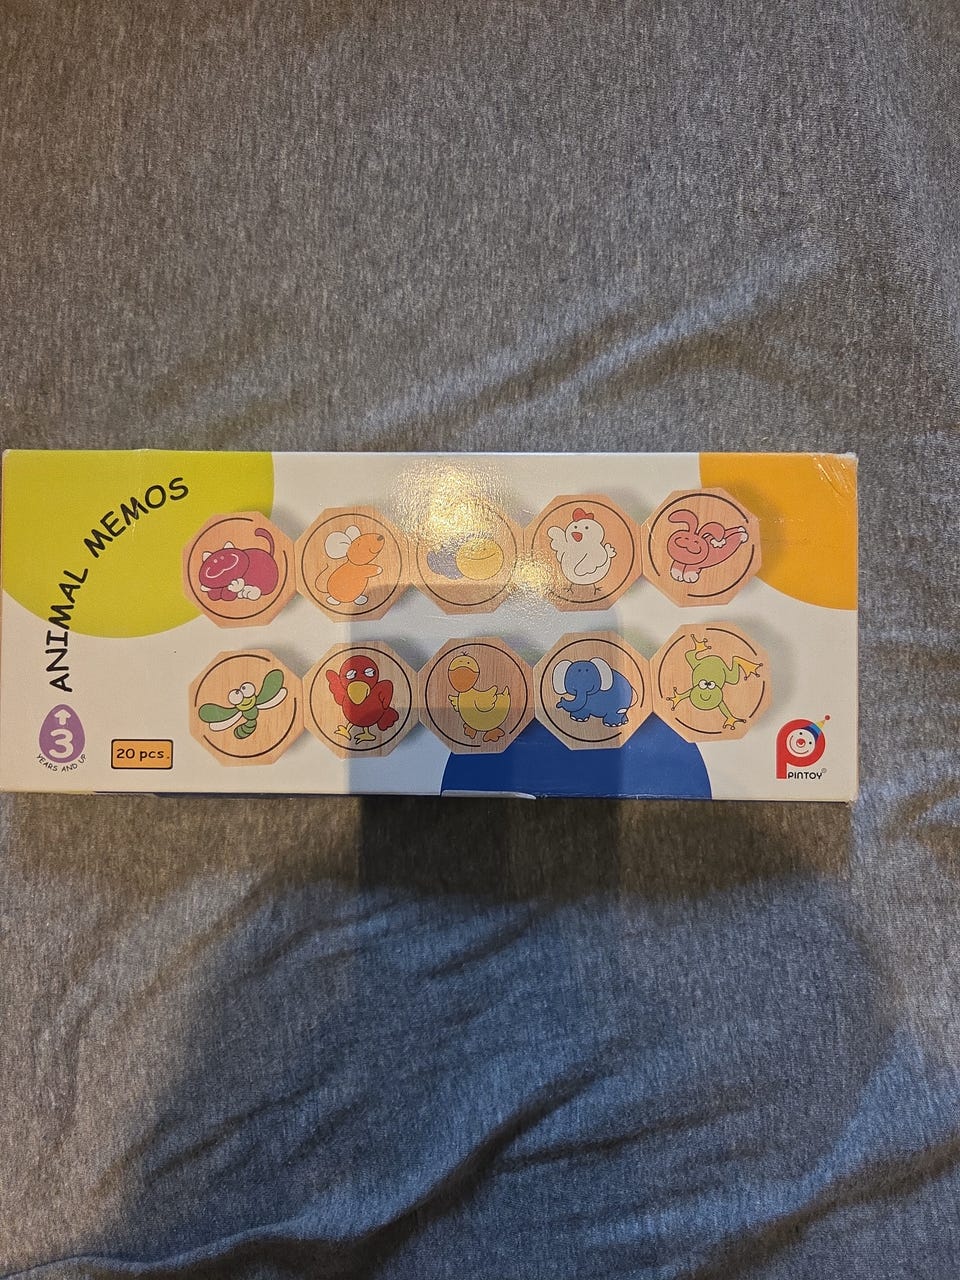 ANIMAL MEMOS
3
YEARS AND UP
20 pcs.
PINTOY®